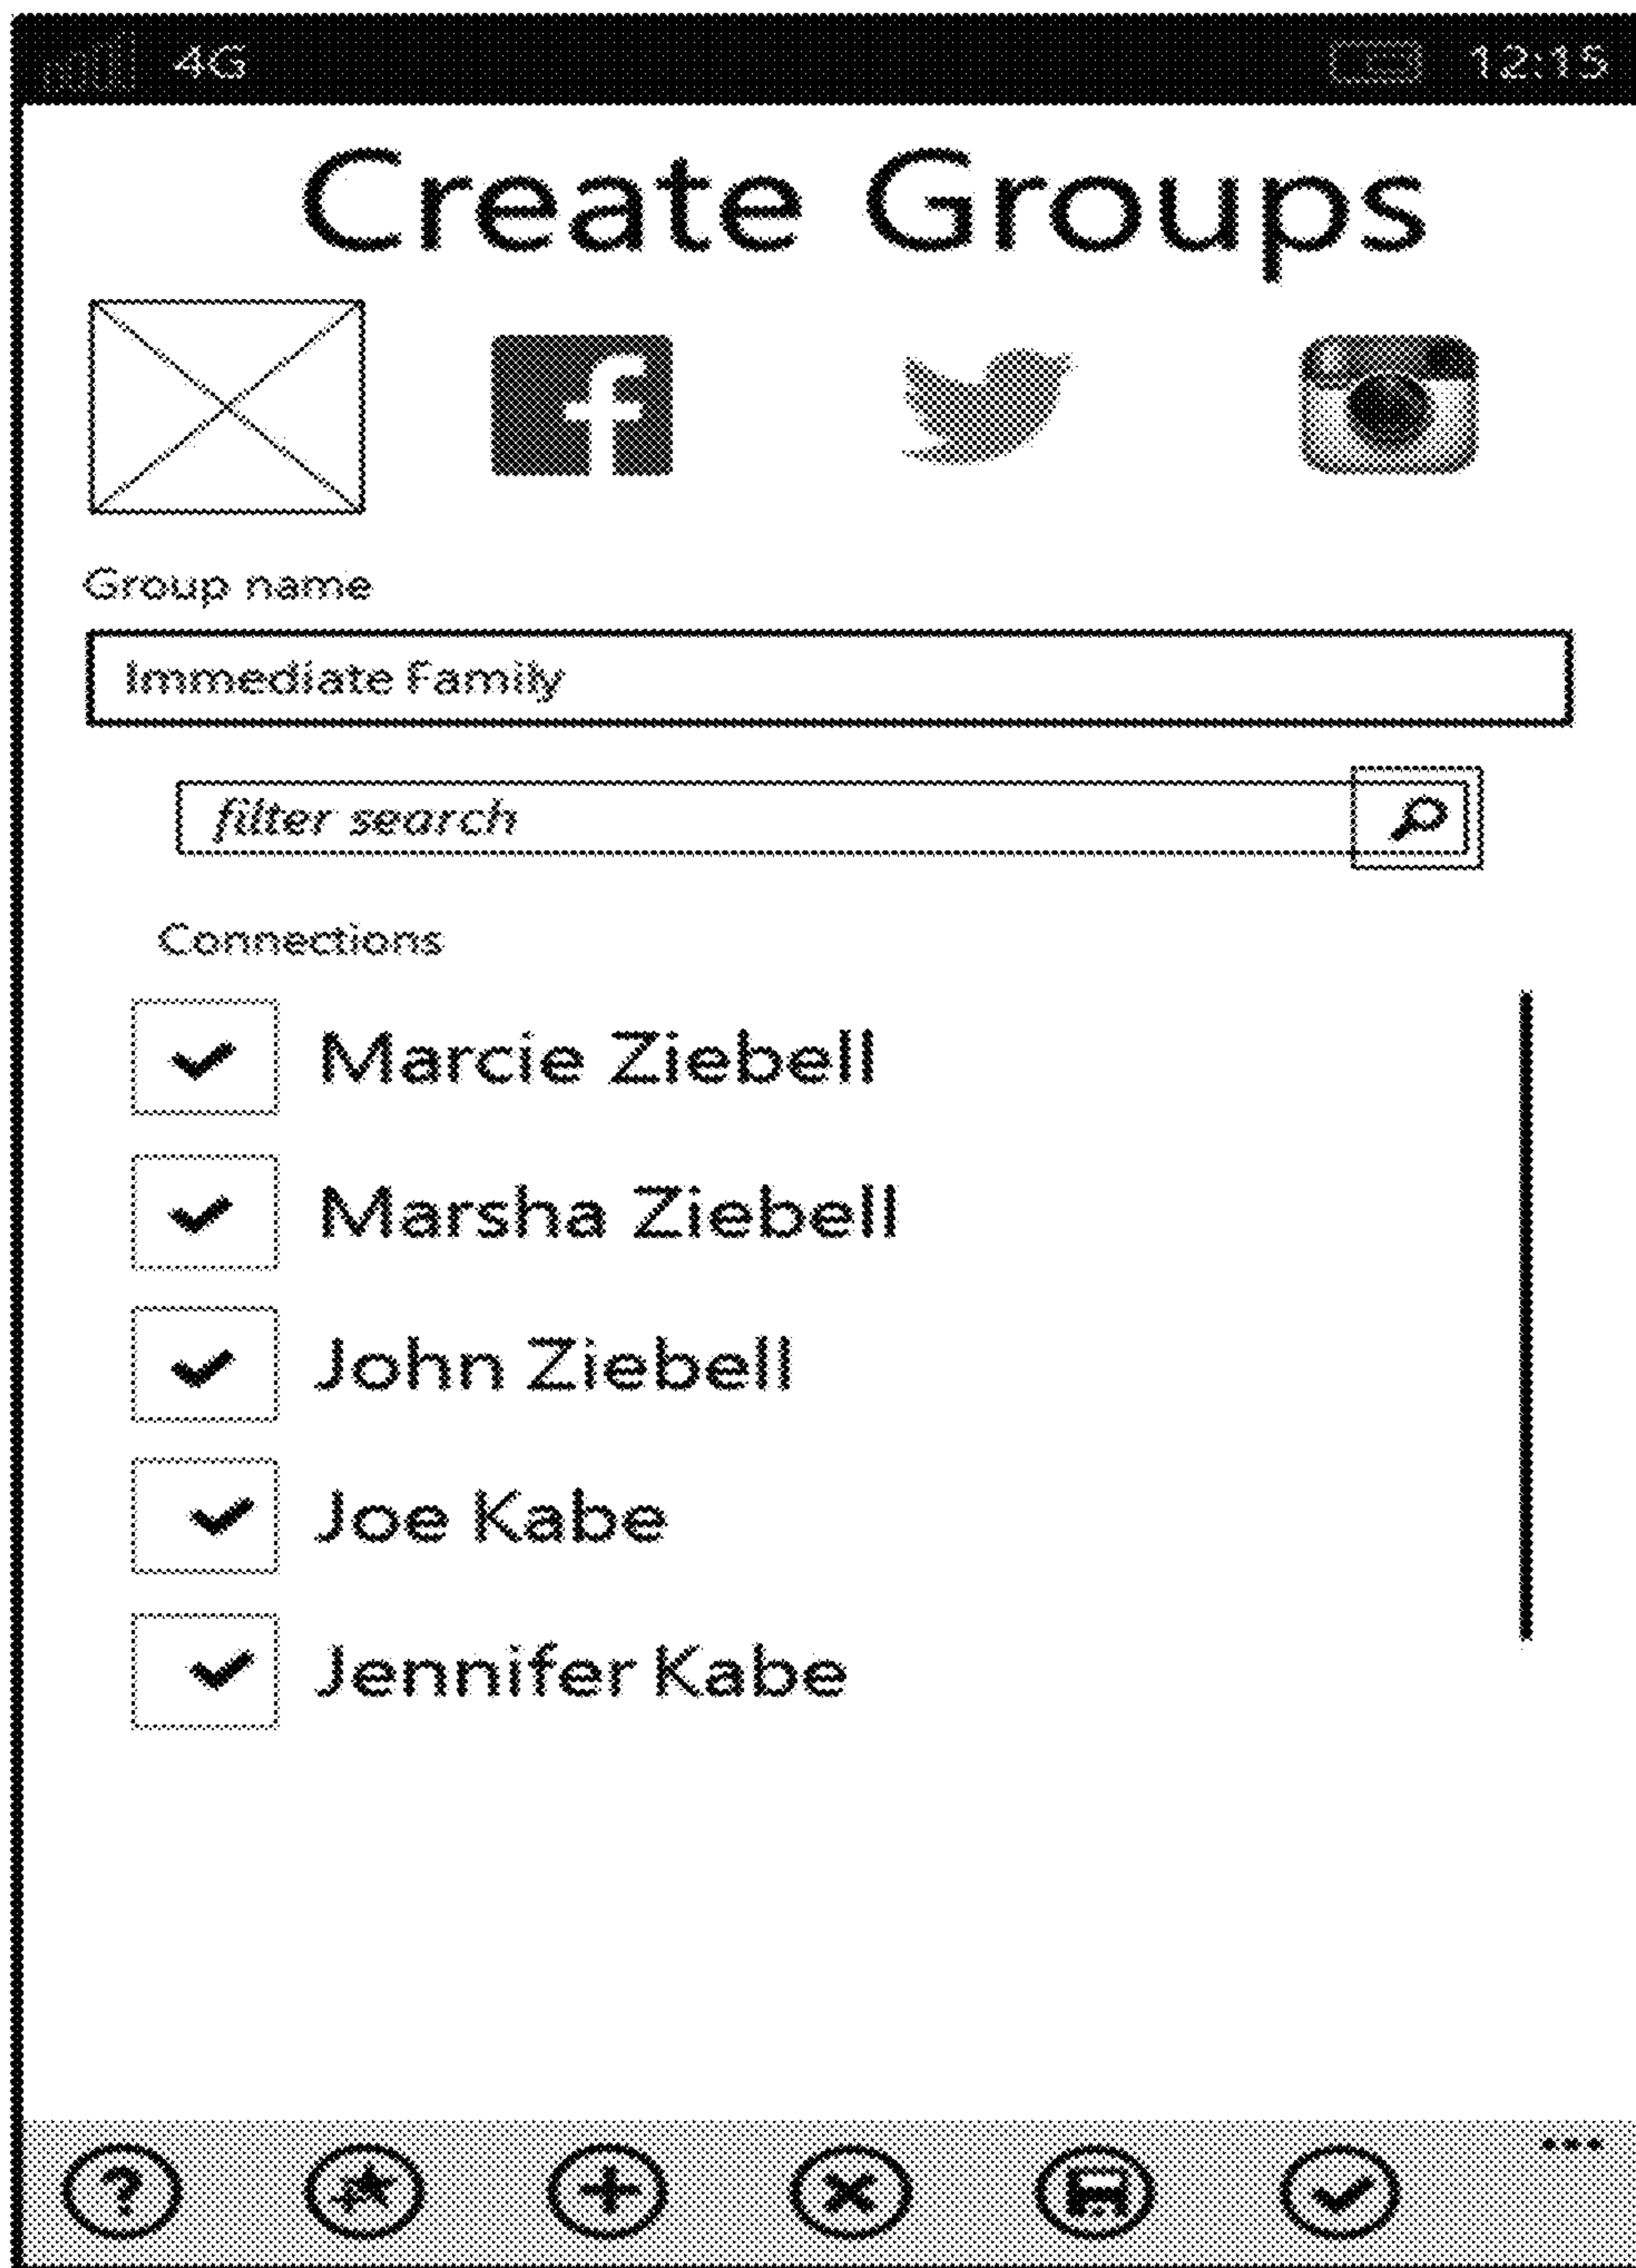 4G 12:15
Create Groups
Group name
Immediate Family
filter search
Connections
Marcie Ziebell
Marsha Ziebell
John Ziebell
Joe Kabe
Jennifer Kabe